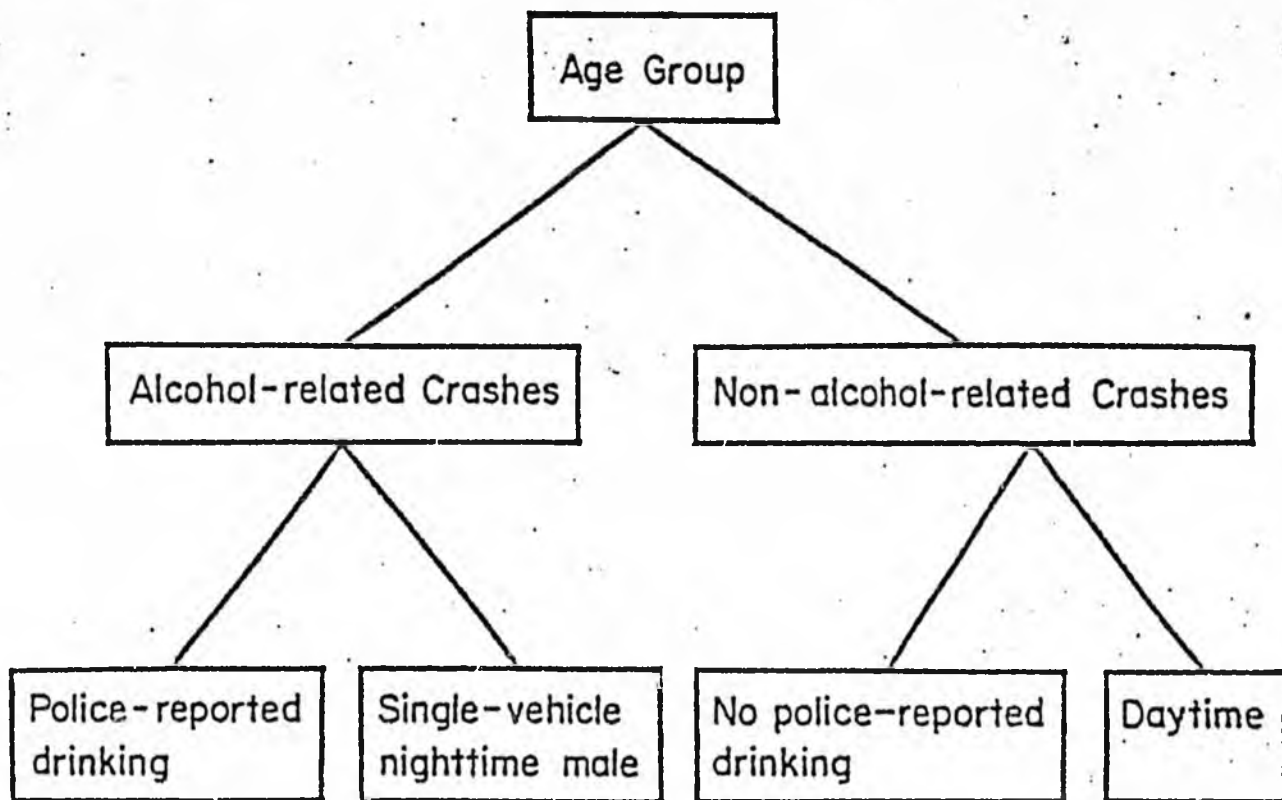 Age Group
Alcohol-related Crashes
Non-alcohol-related Crashes
Police-reported
drinking
Single-vehicle
nighttime male
No police-reported
drinking
Daytime